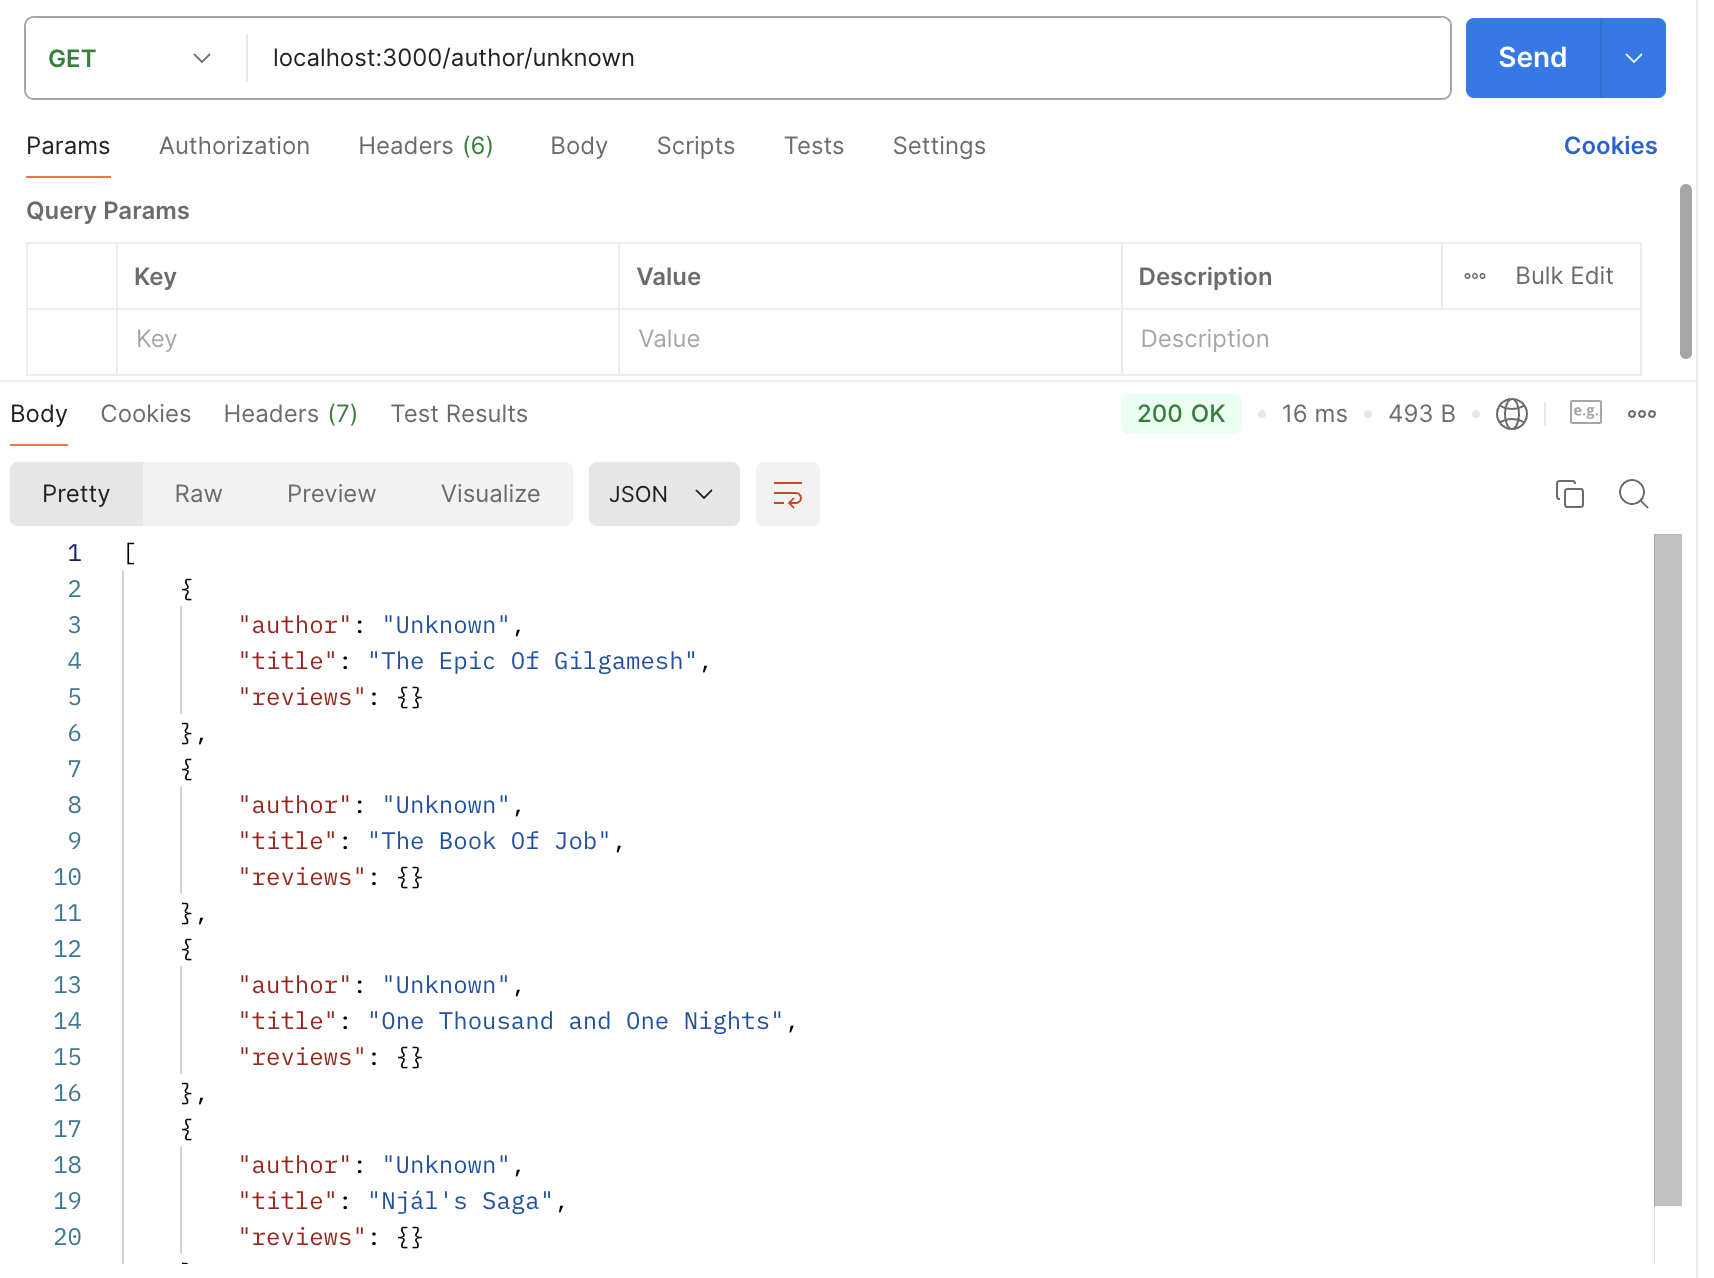 GET localhost:3000/author/unknown Send
Params Authorization Headers (6) Body Scripts Tests Settings Cookies
Query Params
Key Value Description ooo Bulk Edit
Key Value Description
Body Cookies Headers (7) Test Results 200 OK • 16 ms • 493 B • e.g. ooo
Pretty Raw Preview Visualize JSON
1 [
2 {
3 "author": "Unknown",
4 "title": "The Epic Of Gilgamesh",
5 "reviews": {}
6 },
7 {
8 "author": "Unknown",
9 "title": "The Book Of Job",
10 "reviews": {}
11 },
12 {
13 "author": "Unknown",
14 "title": "One Thousand and One Nights",
15 "reviews": {}
16 },
17 {
18 "author": "Unknown",
19 "title": "Njál's Saga",
20 "reviews": {}